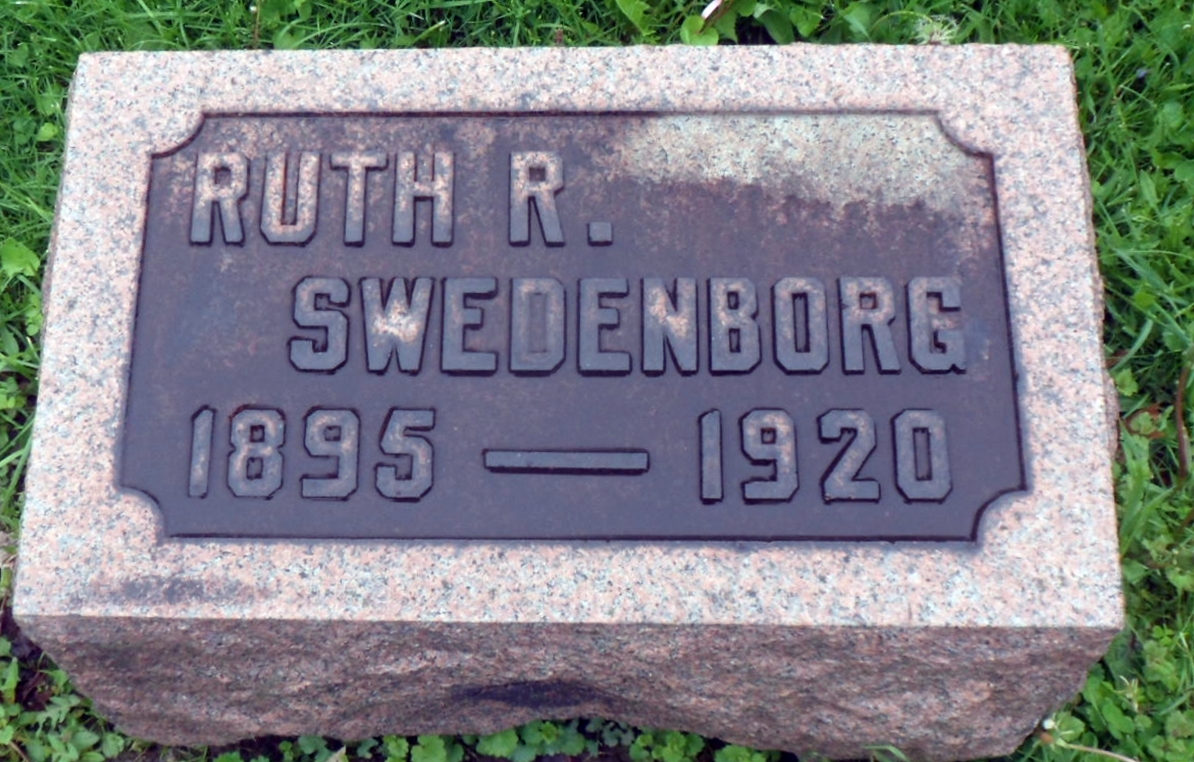 RUTH R.
SWEDENBORG
1895 — 1920